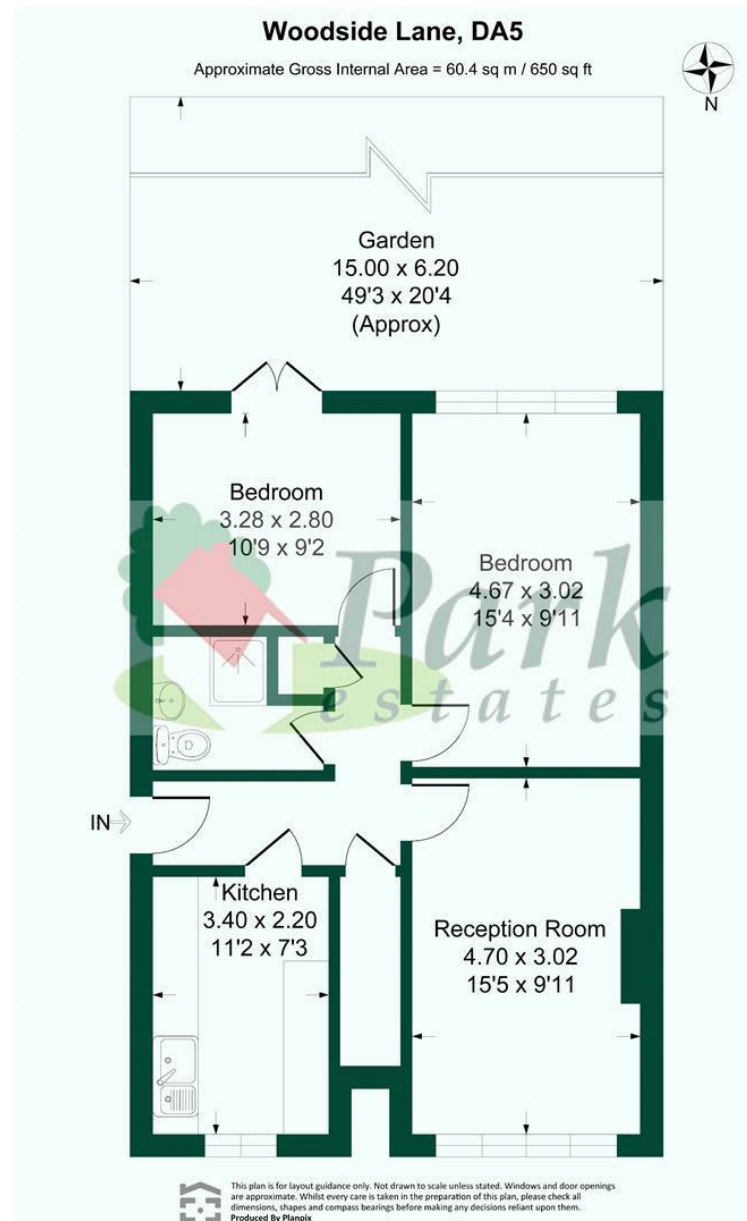 Woodside Lane, DA5
Approximate Gross Internal Area = 60.4 sq m / 650 sq ft
N
Garden
15.00 x 6.20
49'3 x 20'4
(Approx)
Bedroom
3.28 x 2.80
10'9 x 9'2
Bedroom
4.67 x 3.02
15'4 x 9'11
Park
estates
IN
Kitchen
3.40 x 2.20
11'2 x 7'3
Reception Room
4.70 x 3.02
15'5 x 9'11
This plan is for layout guidance only. Not drawn to scale unless stated. Windows and door openings
are approximate. Whilst every care is taken in the preparation of this plan, please check all
dimensions, shapes and compass bearings before making any decisions reliant upon them.
Produced By Planpix